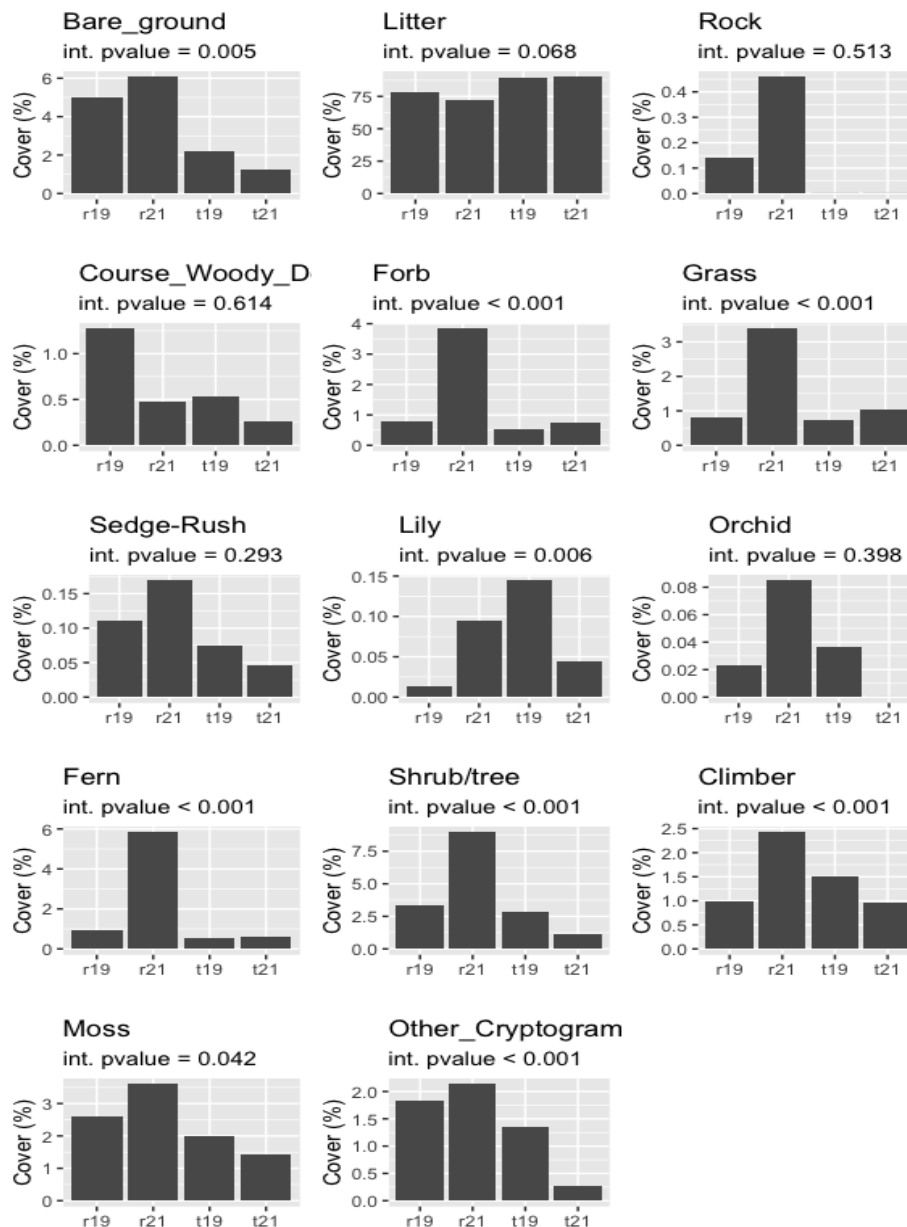 Bare_ground
int. pvalue = 0.005
Cover (%)
6
4
2
0
r19 r21 t19 t21
Litter
int. pvalue = 0.068
Cover (%)
75
50
25
0
r19 r21 t19 t21
Rock
int. pvalue = 0.513
Cover (%)
0.4
0.3
0.2
0.1
0.0
r19 r21 t19 t21
Course_Woody_D
int. pvalue = 0.614
Cover (%)
1.0
0.5
0.0
r19 r21 t19 t21
Forb
int. pvalue < 0.001
Cover (%)
4
3
2
1
0
r19 r21 t19 t21
Grass
int. pvalue < 0.001
Cover (%)
3
2
1
0
r19 r21 t19 t21
Sedge-Rush
int. pvalue = 0.293
Cover (%)
0.15
0.10
0.05
0.00
r19 r21 t19 t21
Lily
int. pvalue = 0.006
Cover (%)
0.15
0.10
0.05
0.00
r19 r21 t19 t21
Orchid
int. pvalue = 0.398
Cover (%)
0.08
0.06
0.04
0.02
0.00
r19 r21 t19 t21
Fern
int. pvalue < 0.001
Cover (%)
6
4
2
0
r19 r21 t19 t21
Shrub/tree
int. pvalue < 0.001
Cover (%)
7.5
5.0
2.5
0.0
r19 r21 t19 t21
Climber
int. pvalue < 0.001
Cover (%)
2.5
2.0
1.5
1.0
0.5
0.0
r19 r21 t19 t21
Moss
int. pvalue = 0.042
Cover (%)
3
2
1
0
r19 r21 t19 t21
Other_Cryptogram
int. pvalue < 0.001
Cover (%)
2.0
1.5
1.0
0.5
0.0
r19 r21 t19 t21